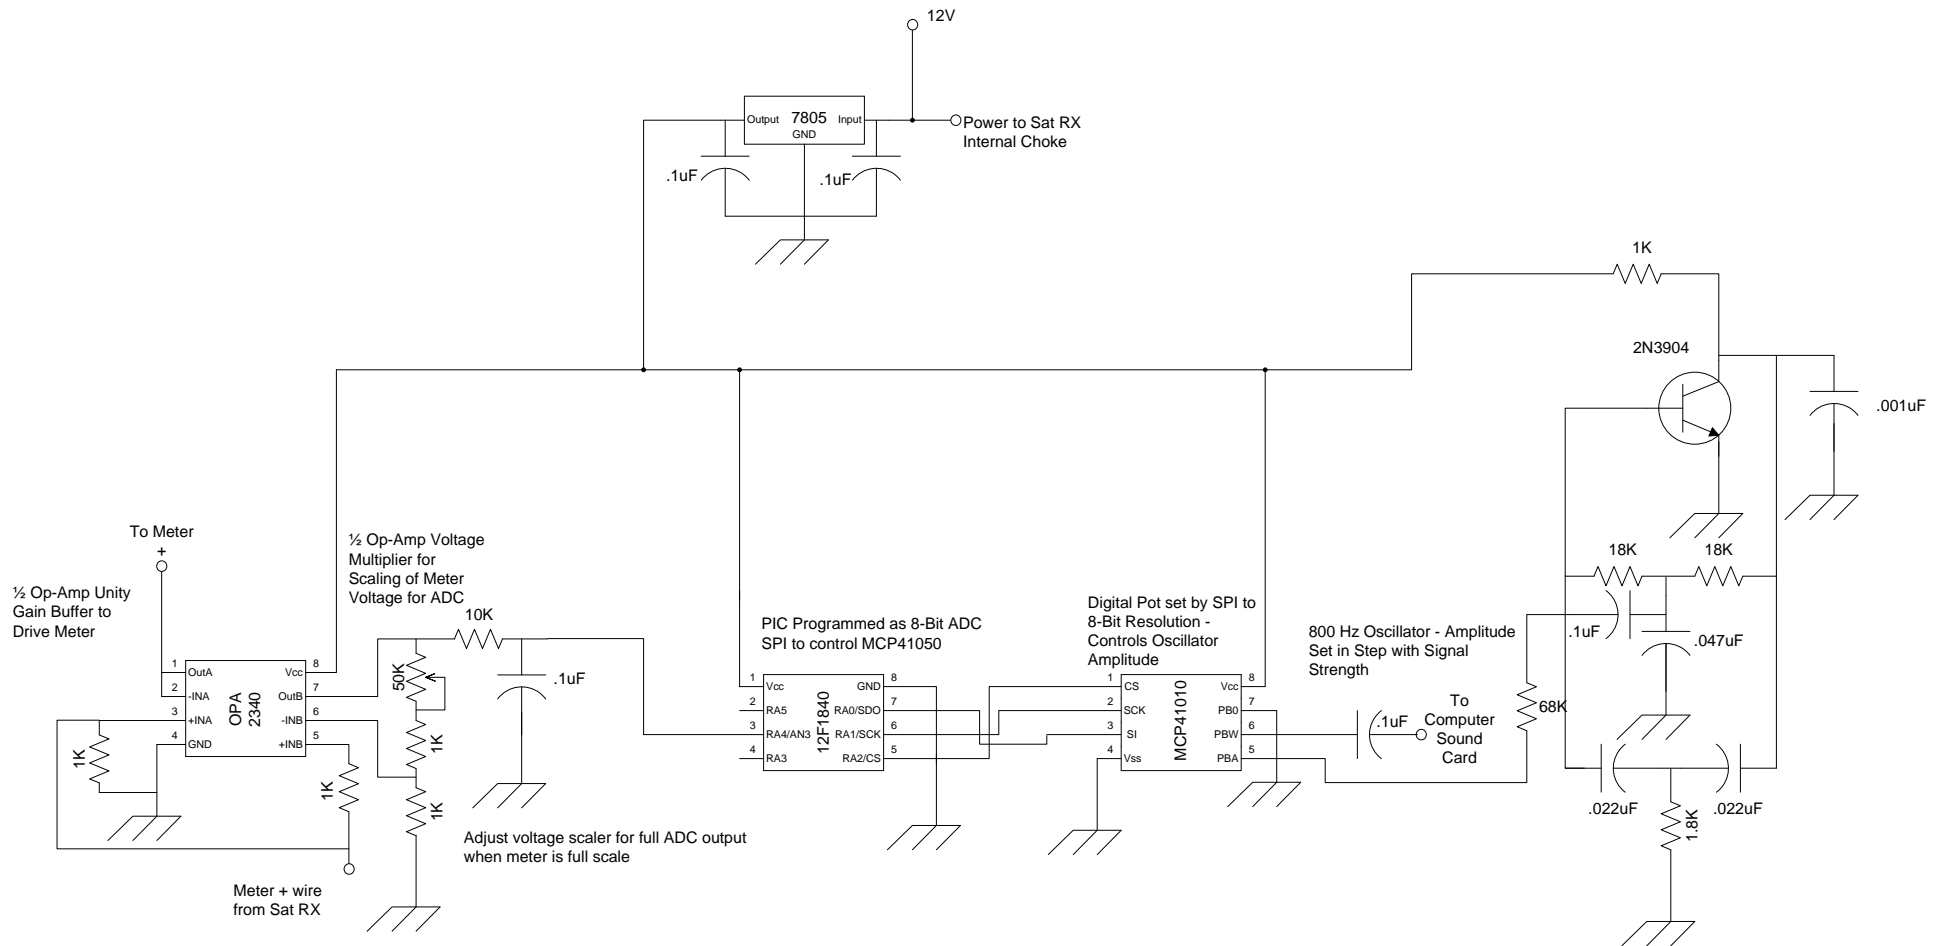 12V
7805
Output
Input
GND
Power to Sat RX
Internal Choke
.1uF
.1uF
1K
2N3904
.001uF
To Meter
+
½ Op-Amp Unity
Gain Buffer to
Drive Meter
½ Op-Amp Voltage
Multiplier for
Scaling of Meter
Voltage for ADC
10K
50K
.1uF
1
OutA
2
-INA
3
+INA
4
GND
OPA
2340
8
Vcc
7
OutB
6
-INB
5
+INB
1K
1K
1K
1K
Meter + wire
from Sat RX
Adjust voltage scaler for full ADC output
when meter is full scale
PIC Programmed as 8-Bit ADC
SPI to control MCP41050
1
Vcc
2
RA5
3
RA4/AN3
4
RA3
12F1840
8
GND
7
RA0/SDO
6
RA1/SCK
5
RA2/CS
Digital Pot set by SPI to
8-Bit Resolution -
Controls Oscillator
Amplitude
1
CS
2
SCK
3
SI
4
Vss
MCP41010
8
Vcc
7
PB0
6
PBW
5
PBA
800 Hz Oscillator - Amplitude
Set in Step with Signal
Strength
.1uF
To
Computer
Sound
Card
18K
18K
.1uF
.047uF
68K
.022uF
.022uF
1.8K